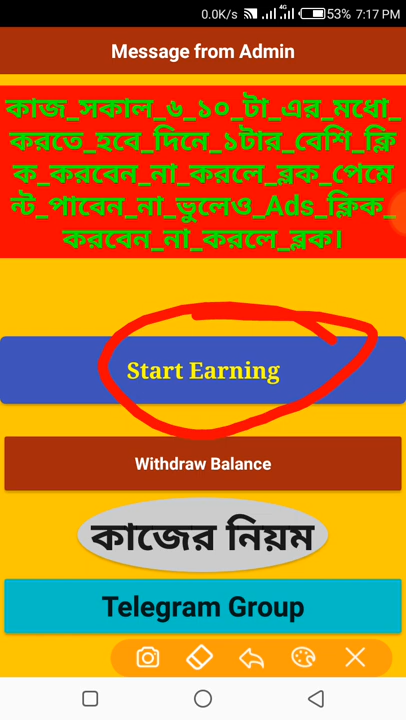 0.0K/s 4G 53% 7:17 PM
Message from Admin
কাজ_সকাল_৬_১০_টা_এর_মধ্যে_
করতে_হবে_দিনে_১টার_বেশি_ক্লি
ক_করবেন_না_করলে_ব্লক_পেমে
ন্ট_পাবেন_না_ভুলেও_Ads_ক্লিক_
করবেন_না_করলে_ব্লক।
Start Earning
Withdraw Balance
কাজের নিয়ম
Telegram Group